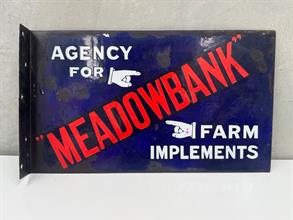 AGENCY
FOR
"MEADOWBANK"
FARM
IMPLEMENTS